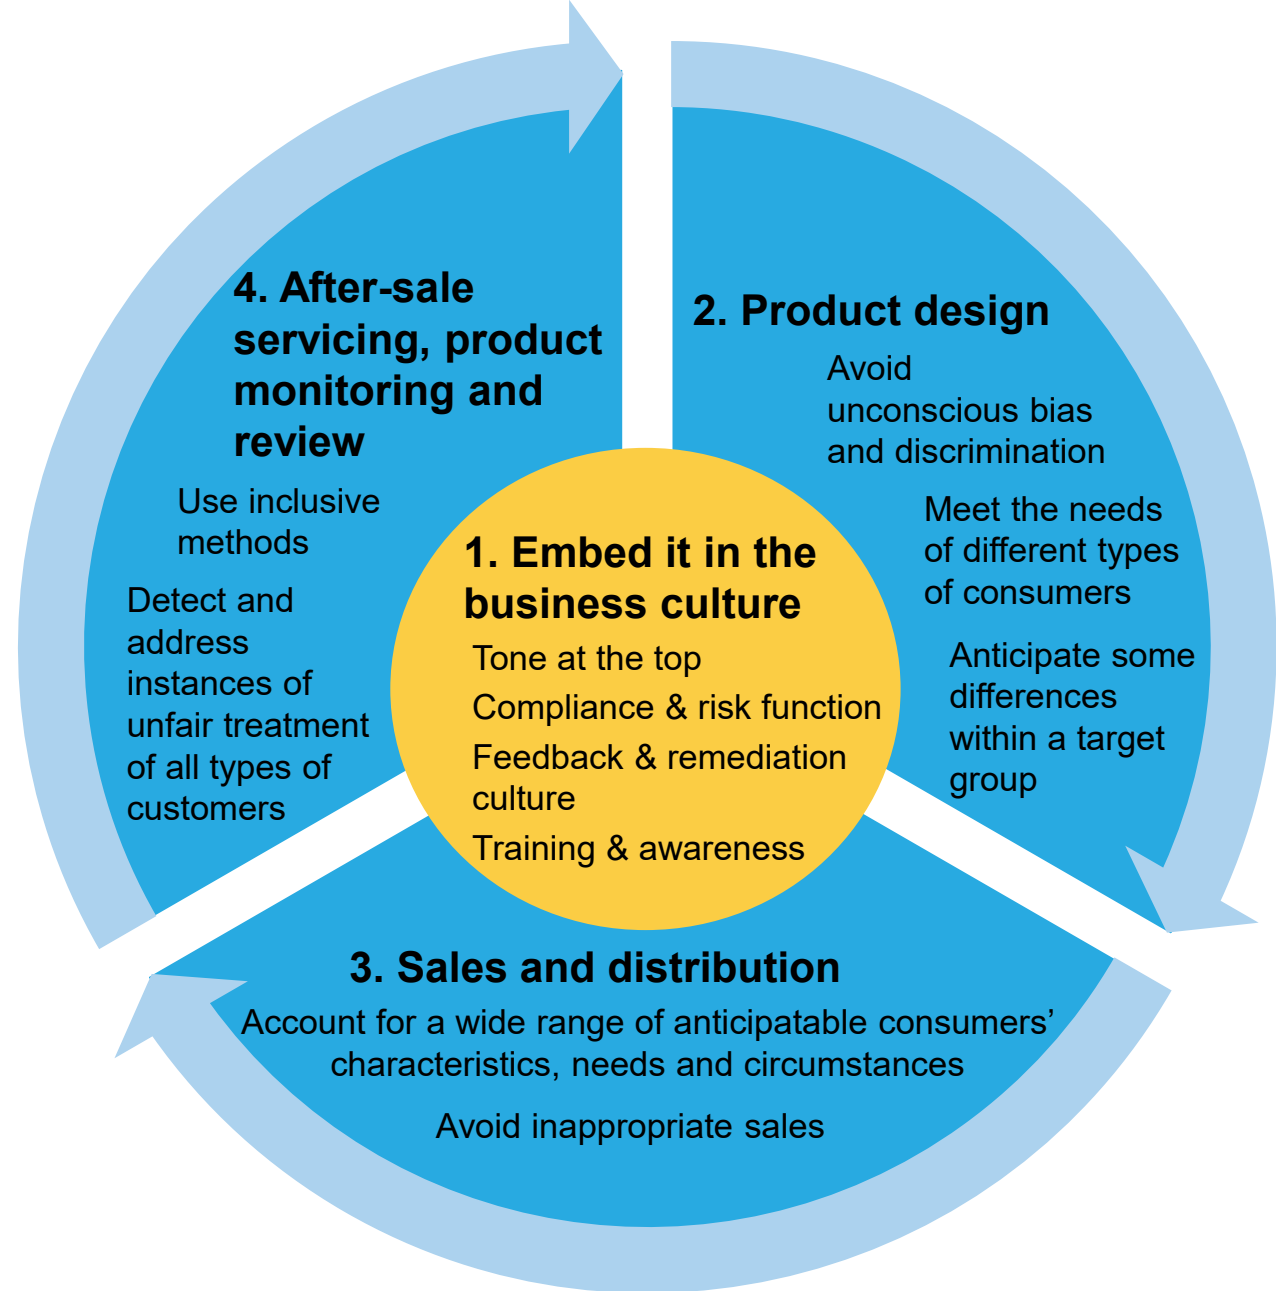 1. Embed it in the
business culture
Tone at the top
Compliance & risk function
Feedback & remediation
culture
Training & awareness
2. Product design
Avoid
unconscious bias
and discrimination
Meet the needs
of different types
of consumers
Anticipate some
differences
within a target
group
3. Sales and distribution
Account for a wide range of anticipatable consumers’
characteristics, needs and circumstances
Avoid inappropriate sales
4. After-sale
servicing, product
monitoring and
review
Use inclusive
methods
Detect and
address
instances of
unfair treatment
of all types of
customers